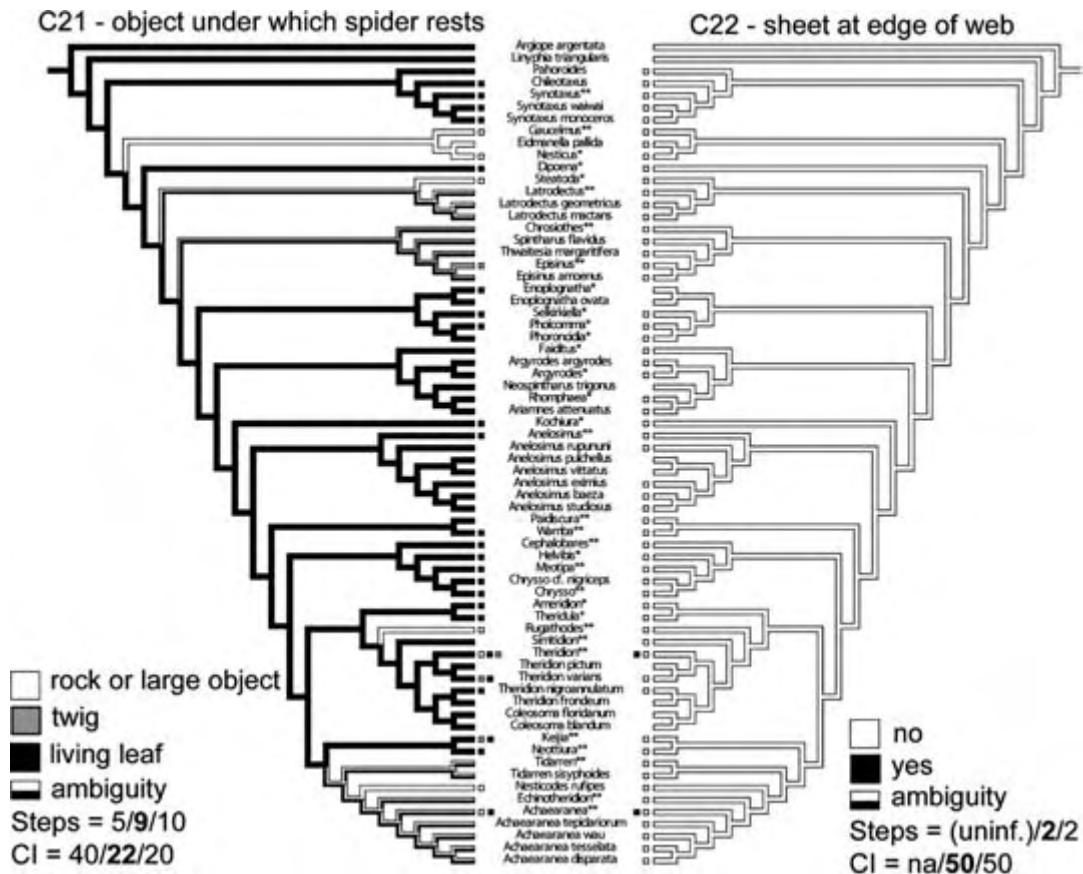 C21 - object under which spider rests
C22 - sheet at edge of web
Argiope argentata
Linyphia triangularis
Pahoroides
Chileotaxus
Synotaxus**
Synotaxus waiwai
Synotaxus monoceros
Gaucelmus**
Eidmanella pallida
Nesticus*
Dipoena*
Steatoda*
Latrodectus**
Latrodectus geometricus
Latrodectus mactans
Chrosiothes**
Spintharus flavidus
Thwaitesia margaritifera
Episinus**
Episinus amoenus
Enoplognatha*
Enoplognatha ovata
Selkirkiella*
Pholcomma*
Phoroncidia*
Faiditus*
Argyrodes argyrodes
Argyrodes*
Neospintharus trigonus
Rhomphaea*
Ariamnes attenuatus
Kochiura*
Anelosimus**
Anelosimus rupununi
Anelosimus pulchellus
Anelosimus vittatus
Anelosimus eximius
Anelosimus baeza
Anelosimus studiosus
Paidiscura**
Wamba**
Cephalobares**
Helvibis*
Meotipa**
Chrysso cf. nigriceps
Chrysso**
Ameridion*
Theridula*
Rugathodes**
Simitidion**
Theridion**
Theridion pictum
Theridion varians
Theridion nigroannulatum
Theridion frondeum
Coleosoma floridanum
Coleosoma blandum
Keijia**
Neottiura**
Tidarren**
Tidarren sisyphoides
Nesticodes rufipes
Echinotheridion**
Achaearanea**
Achaearanea tepidariorum
Achaearanea wau
Achaearanea tesselata
Achaearanea disparata
rock or large object
twig
living leaf
ambiguity
Steps = 5/9/10
CI = 40/22/20
no
yes
ambiguity
Steps = (uninf.)/2/2
CI = na/50/50